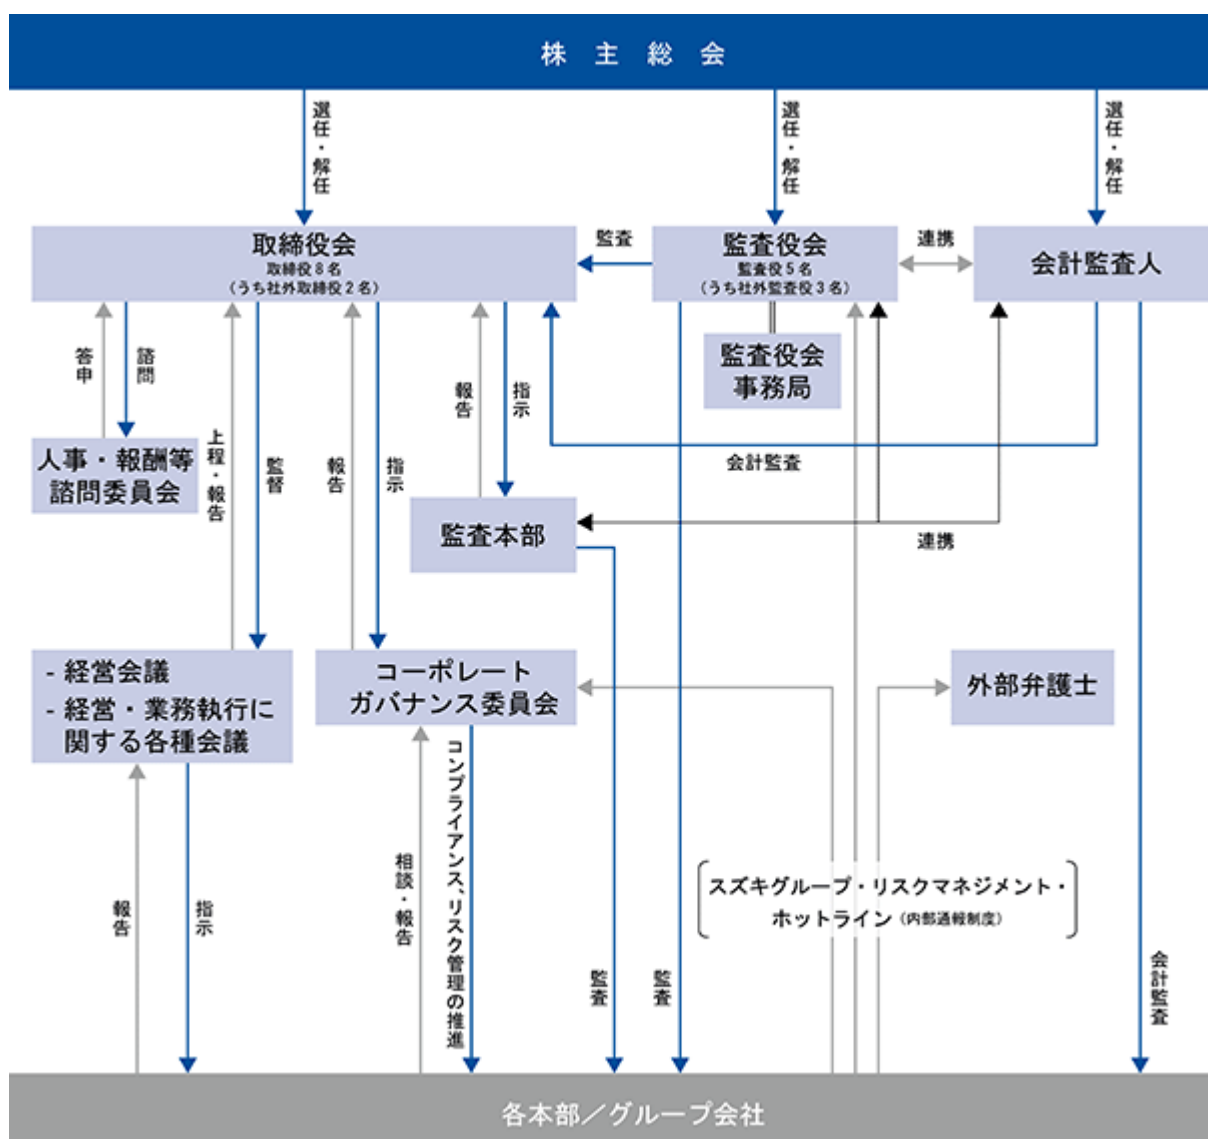 株主総会
選任・解任
選任・解任
選任・解任
取締役会
取締役8名
（うち社外取締役2名）
監査
監査役会
監査役5名
（うち社外監査役3名）
連携
会計監査人
監査役会
事務局
答申
諮問
報告
指示
人事・報酬等
諮問委員会
上程・報告
監督
報告
指示
会計監査
監査本部
連携
- 経営会議
- 経営・業務執行に
関する各種会議
コーポレート
ガバナンス委員会
外部弁護士
報告
指示
相談・報告
コンプライアンス、リスク管理の推進
監査
監査
スズキグループ・リスクマネジメント・
ホットライン（内部通報制度）
会計監査
各本部／グループ会社